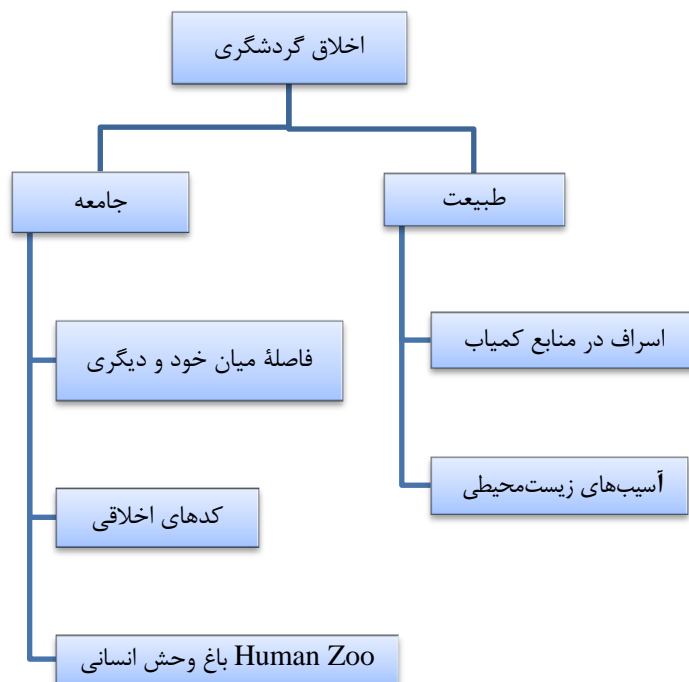 اخلاق گردشگری
طبیعت
اسراف در منابع کمیاب
آسیب‌های زیست‌محیطی
جامعه
فاصلهٔ میان خود و دیگری
کدهای اخلاقی
Human Zoo باغ وحش انسانی